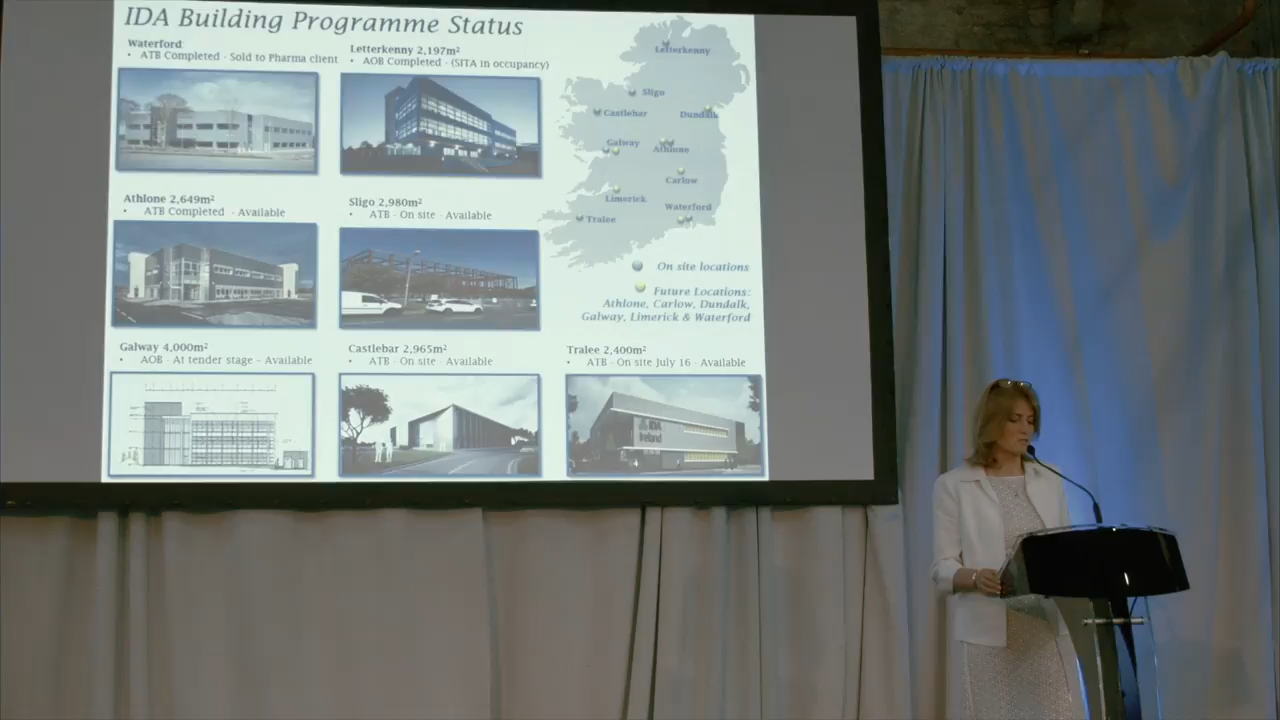 IDA Building Programme Status
Waterford
• ATB Completed - Sold to Pharma client
Letterkenny 2,197m²
• AOB Completed - (SITA in occupancy)
Athlone 2,649m²
• ATB Completed - Available
Sligo 2,980m²
• ATB - On site - Available
Galway 4,000m²
• AOB - At tender stage - Available
Castlebar 2,965m²
• ATB - On site - Available
Tralee 2,400m²
• ATB - On site July 16 - Available
IDA
Ireland
Letterkenny
Sligo
Castlebar
Dundalk
Galway
Athlone
Carlow
Limerick
Waterford
Tralee
On site locations
Future Locations:
Athlone, Carlow, Dundalk,
Galway, Limerick & Waterford